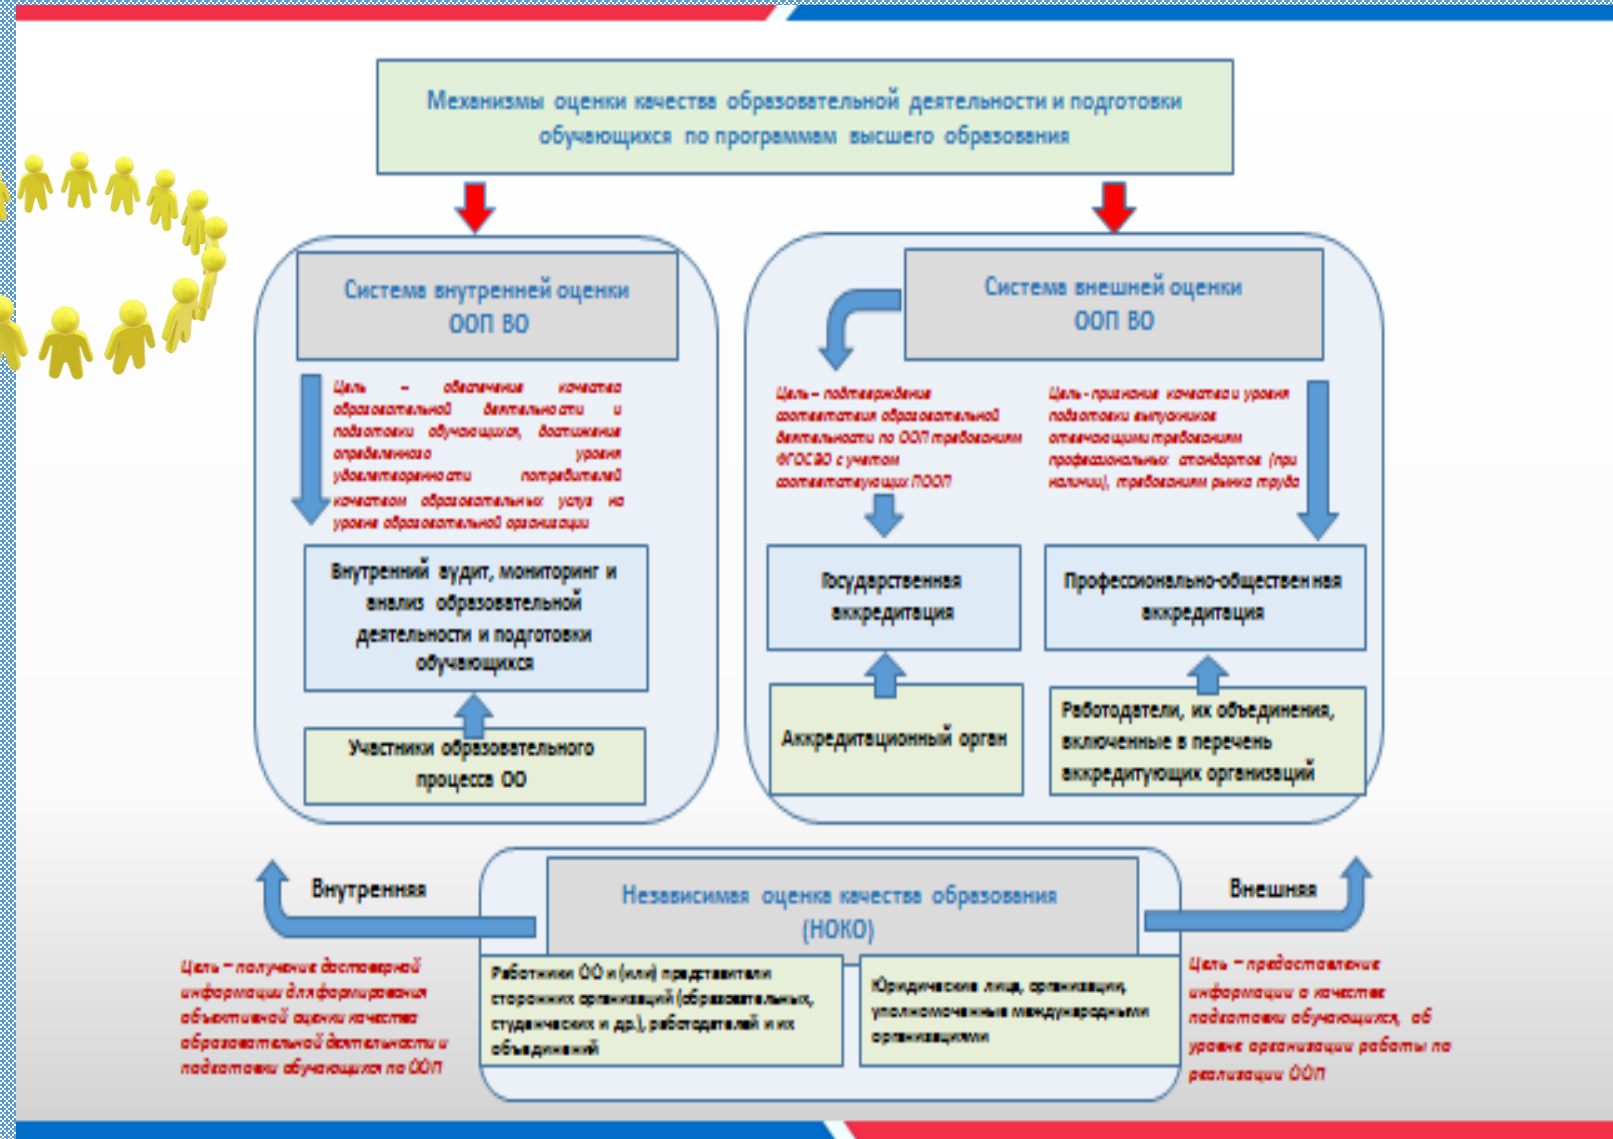 Механизмы оценки качества образовательной деятельности и подготовки
обучающихся по программам высшего образования
Система внутренней оценки
ООП ВО
Цель – обеспечение качества
образовательной деятельности и
подготовки обучающихся, достижение
определенного уровня
удовлетворенности потребителей
качеством образовательных услуг на
уровне образовательной организации
Внутренний аудит, мониторинг и
анализ образовательной
деятельности и подготовки
обучающихся
Участники образовательного
процесса ОО
Система внешней оценки
ООП ВО
Цель – подтверждение
соответствия образовательной
деятельности по ООП требованиям
ФГОС ВО с учетом
соответствующих ПООП
Государственная
аккредитация
Аккредитационный орган
Цель - признание качества и уровня
подготовки выпускников
отвечающими требованиям
профессиональных стандартов (при
наличии), требованиям рынка труда
Профессионально-общественная
аккредитация
Работодатели, их объединения,
включенные в перечень
аккредитующих организаций
Внутренняя
Цель – получение достоверной
информации для формирования
объективной оценки качества
образовательной деятельности и
подготовки обучающихся по ООП
Независимая оценка качества образования
(НОКО)
Работники ОО и (или) представители
сторонних организаций (образовательных,
студенческих и др.), работодателей и их
объединений
Юридические лица, организации,
уполномоченные международными
организациями
Внешняя
Цель – предоставление
информации о качестве
подготовки обучающихся, об
уровне организации работы по
реализации ООП